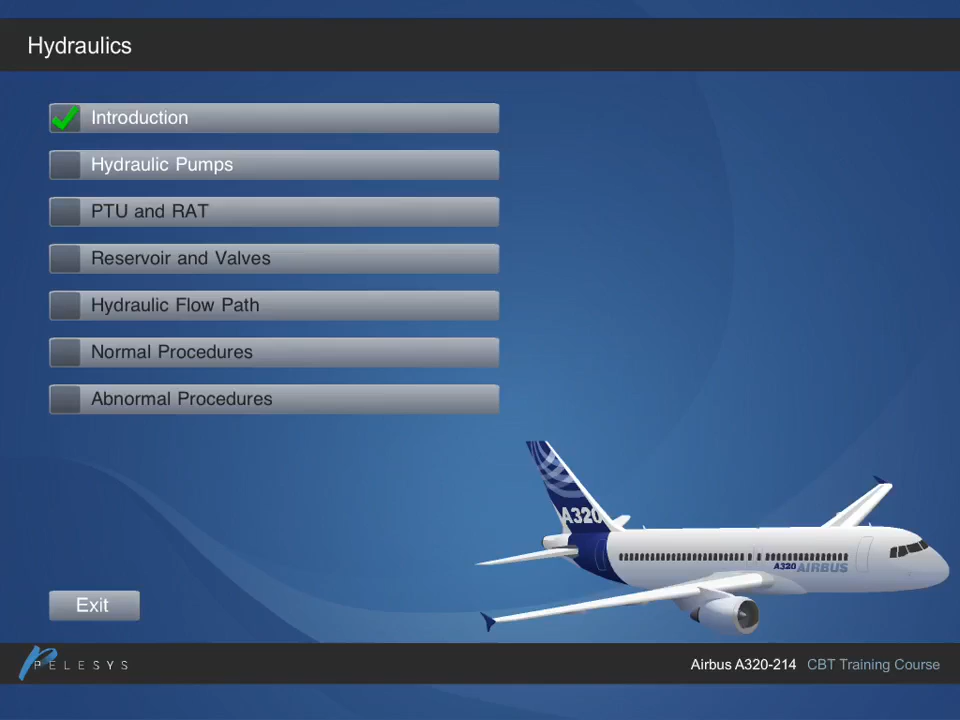 Hydraulics
Introduction
Hydraulic Pumps
PTU and RAT
Reservoir and Valves
Hydraulic Flow Path
Normal Procedures
Abnormal Procedures
A320
A320 AIRBUS
Exit
PELESYS
Airbus A320-214 CBT Training Course